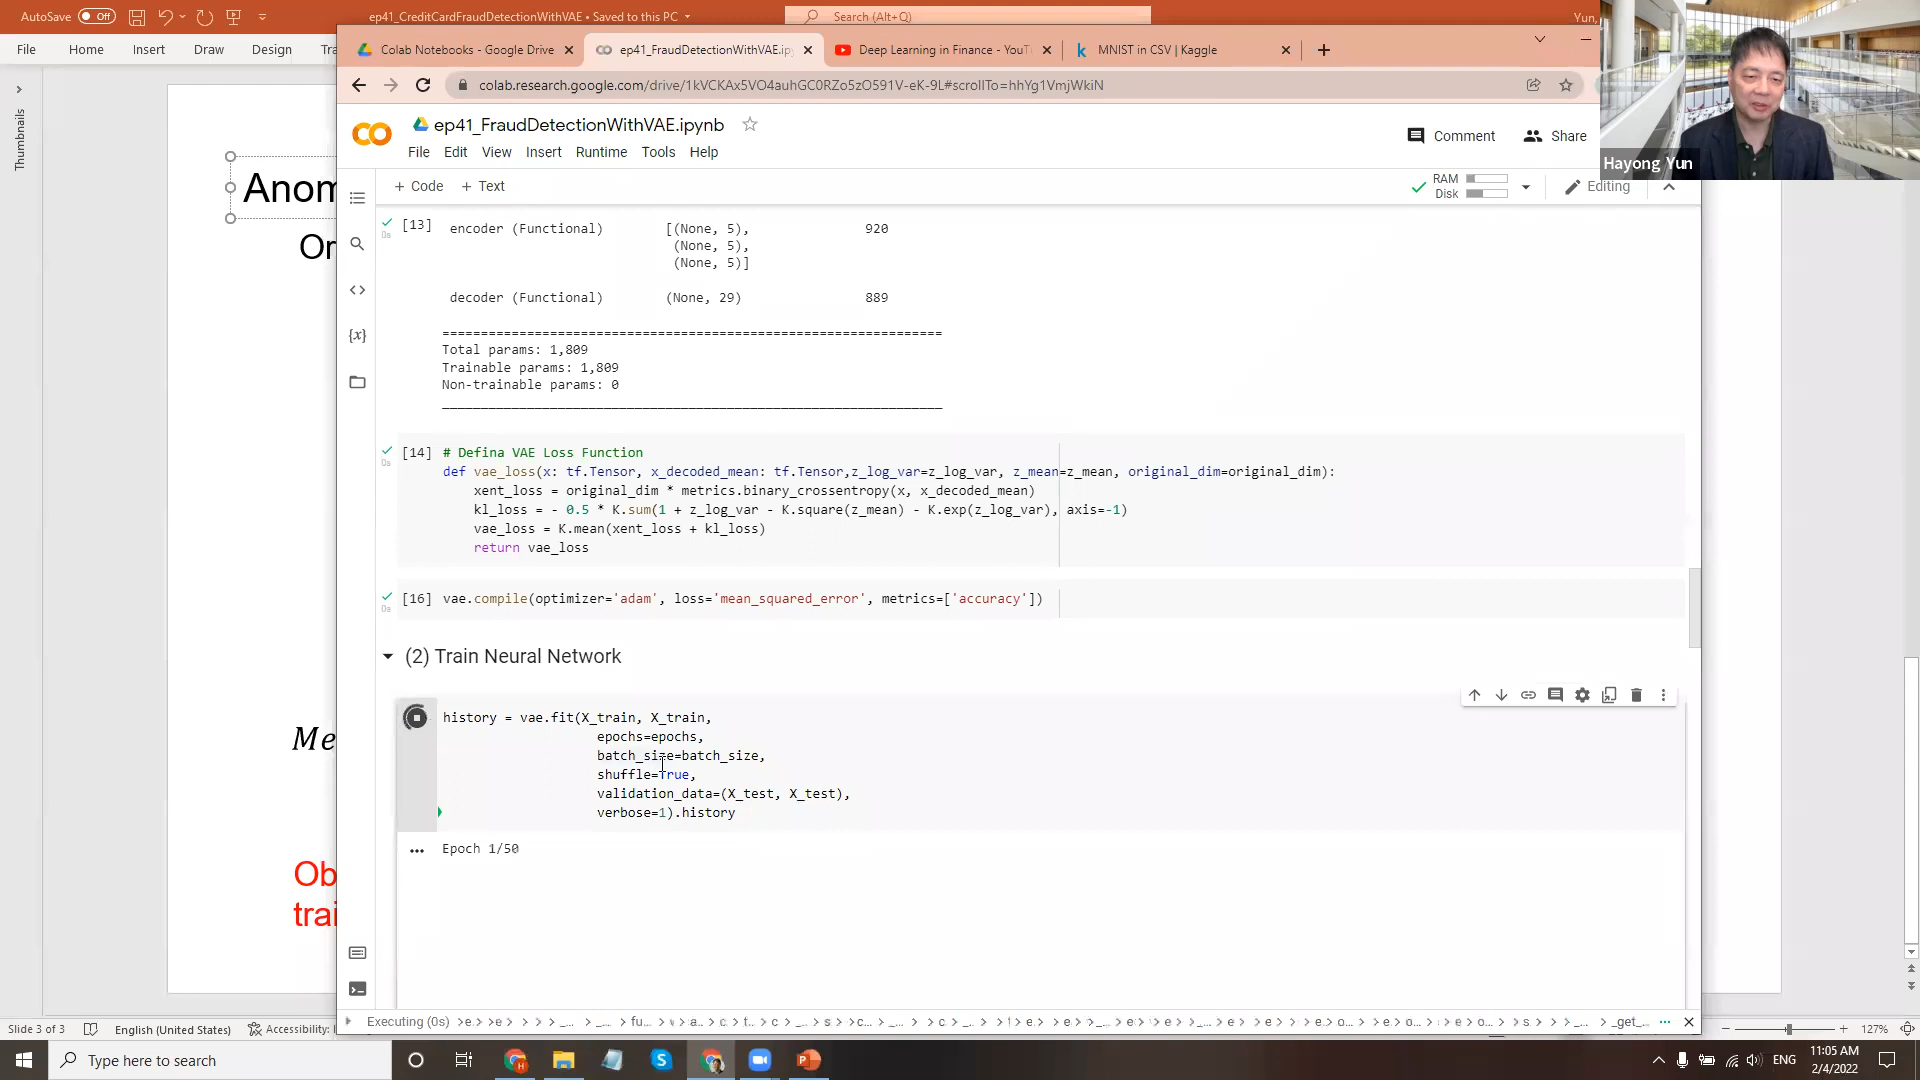 AutoSave Off
ep41_CreditCardFraudDetectionWithVAE • Saved to this PC
Search (Alt+Q)
Yun,
File Home Insert Draw Design
Colab Notebooks - Google Drive
ep41_FraudDetectionWithVAE.ip
Deep Learning in Finance - YouT
MNIST in CSV | Kaggle
colab.research.google.com/drive/1kVCKAx5VO4auhGC0RZo5zO591V-eK-9L#scrollTo=hhYg1VmjWkiN
ep41_FraudDetectionWithVAE.ipynb
Comment Share
File Edit View Insert Runtime Tools Help
Hayong Yun
Thumbnails
+ Code + Text
RAM
Disk
Editing
Anom
Or
Me
Ob
trai
[13] encoder (Functional) [(None, 5), 920
0s
(None, 5),
(None, 5)]
decoder (Functional) (None, 29) 889
=================================================================
Total params: 1,809
Trainable params: 1,809
Non-trainable params: 0
[14] # Defina VAE Loss Function
0s
def vae_loss(x: tf.Tensor, x_decoded_mean: tf.Tensor,z_log_var=z_log_var, z_mean=z_mean, original_dim=original_dim):
xent_loss = original_dim * metrics.binary_crossentropy(x, x_decoded_mean)
kl_loss = - 0.5 * K.sum(1 + z_log_var - K.square(z_mean) - K.exp(z_log_var), axis=-1)
vae_loss = K.mean(xent_loss + kl_loss)
return vae_loss
[16] vae.compile(optimizer='adam', loss='mean_squared_error', metrics=['accuracy'])
0s
(2) Train Neural Network
history = vae.fit(X_train, X_train,
epochs=epochs,
batch_size=batch_size,
shuffle=True,
validation_data=(X_test, X_test),
verbose=1).history
Epoch 1/50
Executing (0s)
Slide 3 of 3 English (United States) Accessibility:
127%
Type here to search
ENG
11:05 AM
2/4/2022